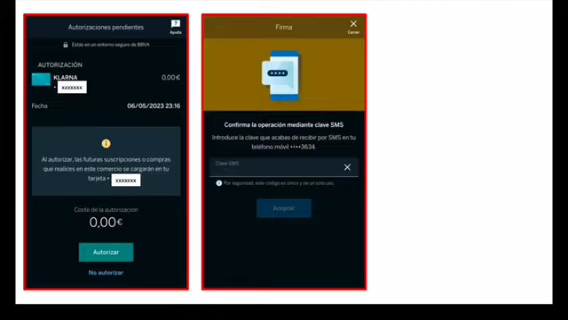 Autorizaciones pendientes
Ayuda
Estás en un entorno seguro de BBVA
AUTORIZACIÓN
KLARNA
0,00€
• xxxxxxx
Fecha
06/05/2023 23:16
Al autorizar, las futuras suscripciones o compras
que realices en este comercio se cargarán en tu
tarjeta • xxxxxxx
Coste de la autorización
0,00€
Autorizar
No autorizar
Firma
Cerrar
Confirma la operación mediante clave SMS
Introduce la clave que acabas de recibir por SMS en tu
teléfono móvil ••••3634.
Clave SMS
Por seguridad, este código es único y de un solo uso.
Aceptar